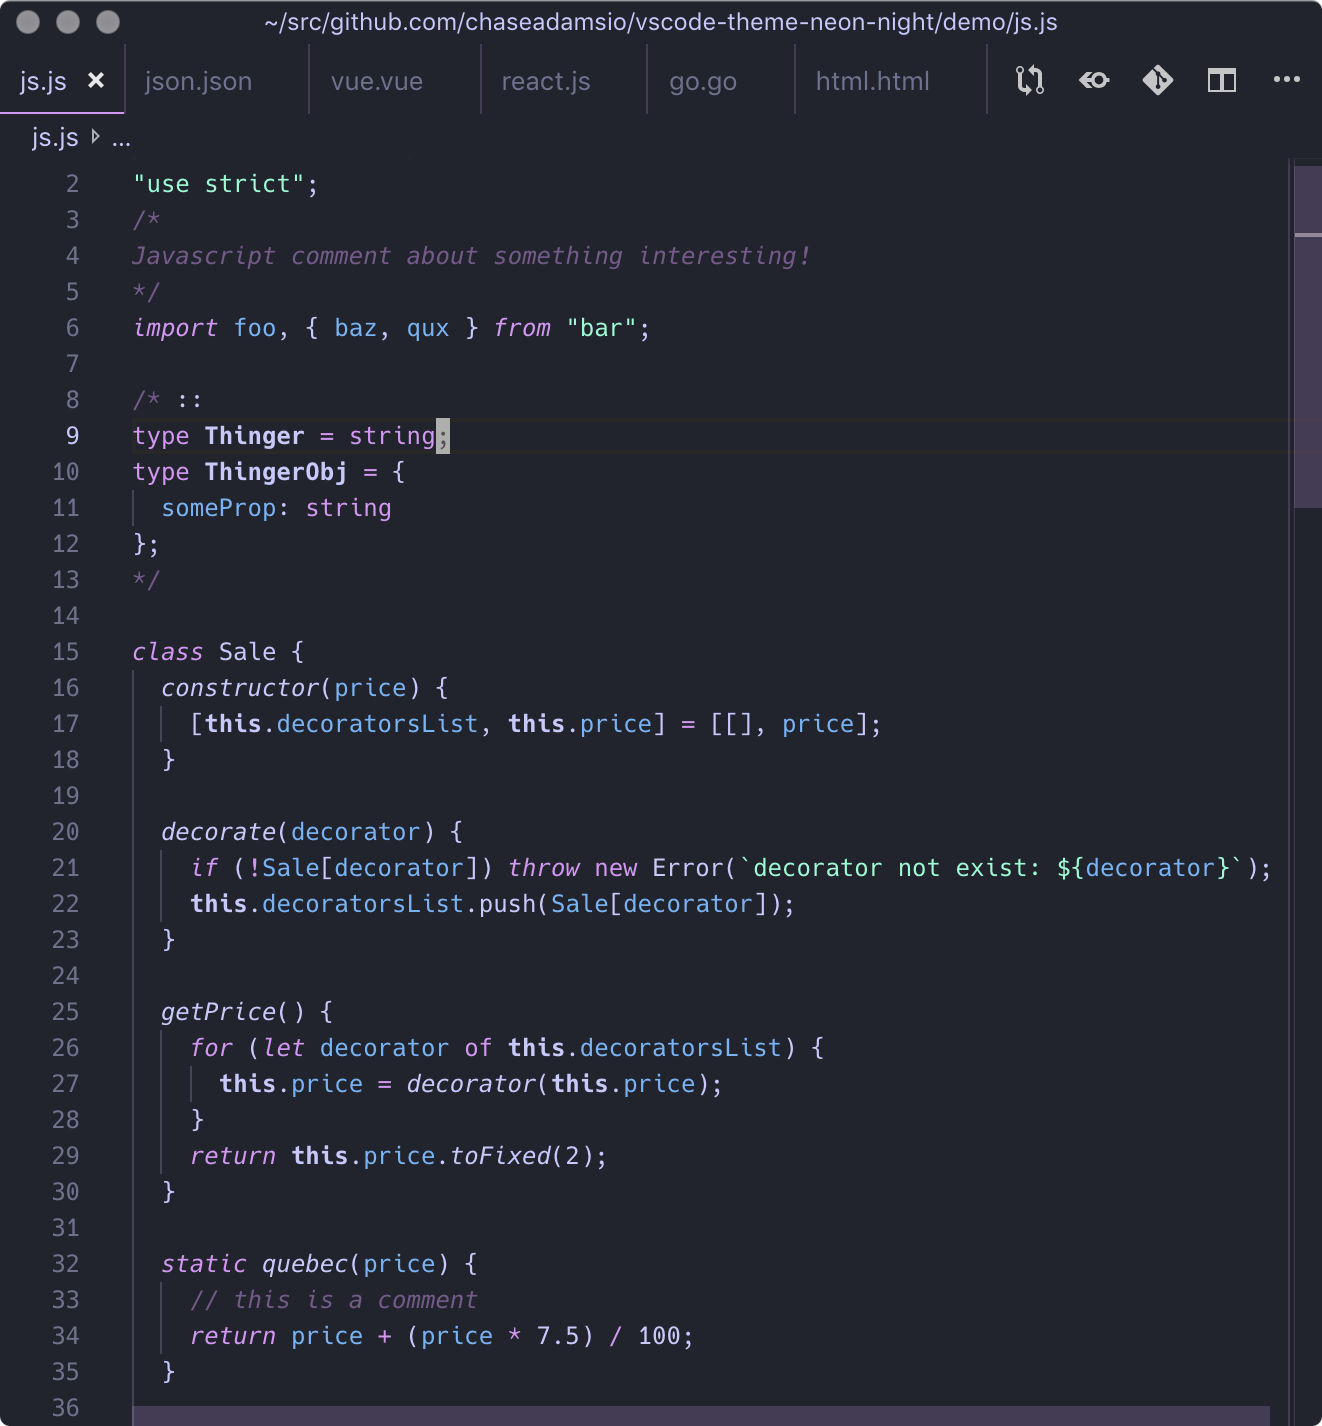 ~/src/github.com/chaseadamsio/vscode-theme-neon-night/demo/js.js
js.js × json.json vue.vue react.js go.go html.html
js.js ...
2 "use strict";
3 /*
4 Javascript comment about something interesting!
5 */
6 import foo, { baz, qux } from "bar";
7
8 /* ::
9 type Thinger = string;
10 type ThingerObj = {
11   someProp: string
12 };
13 */
14
15 class Sale {
16   constructor(price) {
17     [this.decoratorsList, this.price] = [[], price];
18   }
19
20   decorate(decorator) {
21     if (!Sale[decorator]) throw new Error(`decorator not exist: ${decorator}`);
22     this.decoratorsList.push(Sale[decorator]);
23   }
24
25   getPrice() {
26     for (let decorator of this.decoratorsList) {
27       this.price = decorator(this.price);
28     }
29     return this.price.toFixed(2);
30   }
31
32   static quebec(price) {
33     // this is a comment
34     return price + (price * 7.5) / 100;
35   }
36